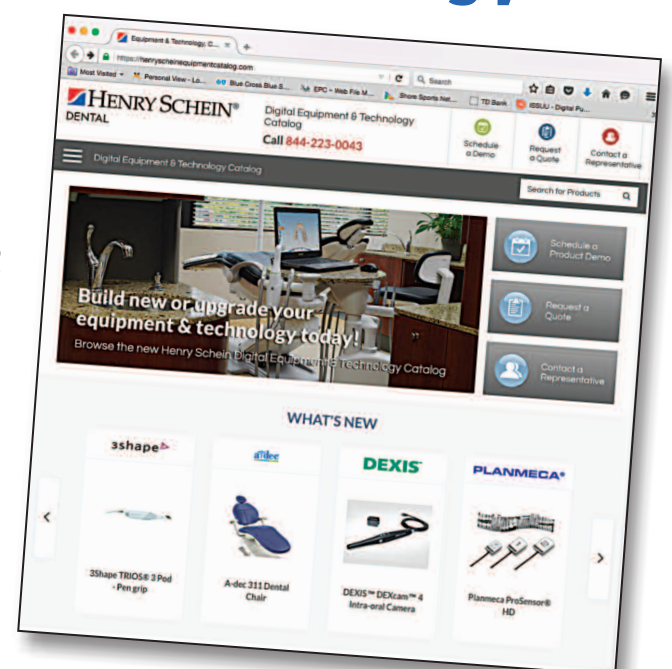 Equipment & Technology, C...
https://henryscheinequipmentcatalog.com
Search
Most Visited
Personal View - Lo...
Blue Cross Blue S...
EPC - Web File M...
Shore Sports Net...
TD Bank
ISSUU - Digital Pu...
HENRY SCHEIN®
DENTAL
Digital Equipment & Technology
Catalog
Call 844-223-0043
Schedule
a Demo
Request
a Quote
Contact a
Representative
Digital Equipment & Technology Catalog
Search for Products
Build new or upgrade your
equipment & technology today!
Browse the new Henry Schein Digital Equipment & Technology Catalog
Schedule a
Product Demo
Request a
Quote
Contact a
Representative
WHAT'S NEW
3shape
a-dec
DEXIS
PLANMECA®
3Shape TRIOS® 3 Pod
- Pen grip
A-dec 311 Dental
Chair
DEXIS™ DEXcam™ 4
Intra-oral Camera
Planmeca ProSensor®
HD